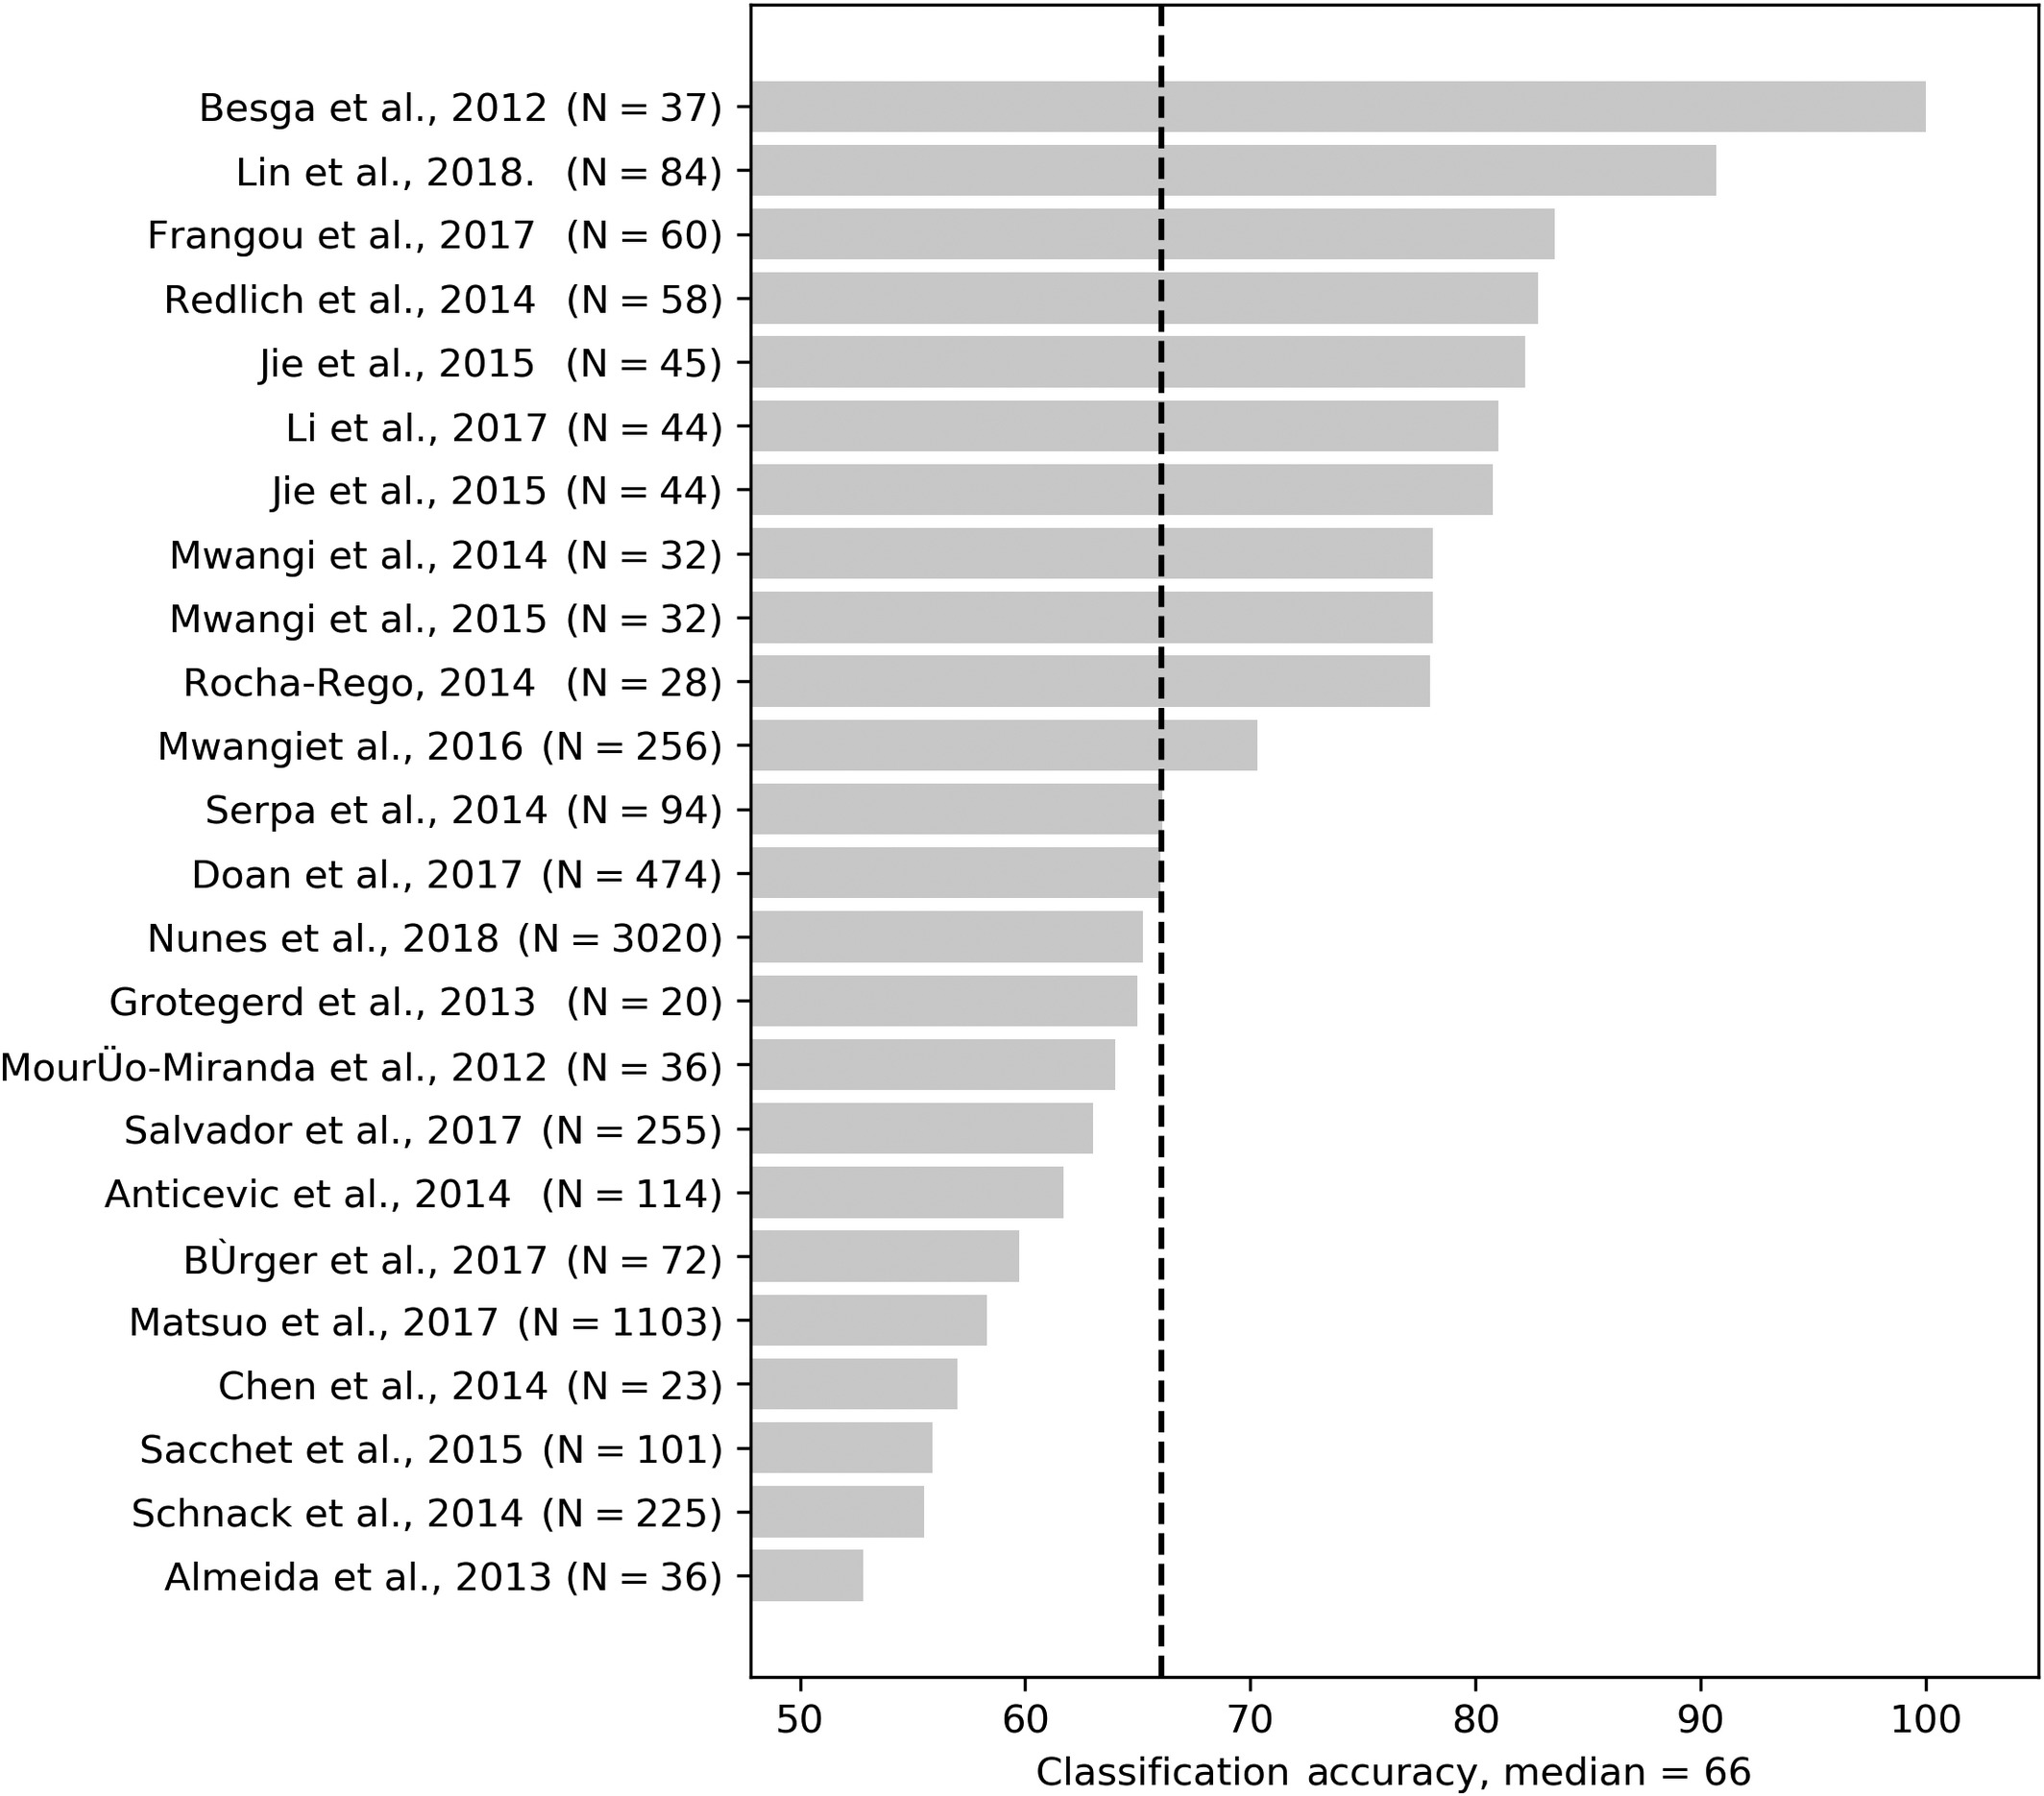 Besga et al., 2012 (N = 37)
Lin et al., 2018. (N = 84)
Frangou et al., 2017 (N = 60)
Redlich et al., 2014 (N = 58)
Jie et al., 2015 (N = 45)
Li et al., 2017 (N = 44)
Jie et al., 2015 (N = 44)
Mwangi et al., 2014 (N = 32)
Mwangi et al., 2015 (N = 32)
Rocha-Rego, 2014 (N = 28)
Mwangiet al., 2016 (N = 256)
Serpa et al., 2014 (N = 94)
Doan et al., 2017 (N = 474)
Nunes et al., 2018 (N = 3020)
Grotegerd et al., 2013 (N = 20)
MourÜo-Miranda et al., 2012 (N = 36)
Salvador et al., 2017 (N = 255)
Anticevic et al., 2014 (N = 114)
BÙrger et al., 2017 (N = 72)
Matsuo et al., 2017 (N = 1103)
Chen et al., 2014 (N = 23)
Sacchet et al., 2015 (N = 101)
Schnack et al., 2014 (N = 225)
Almeida et al., 2013 (N = 36)
50 60 70 80 90 100
Classification accuracy, median = 66